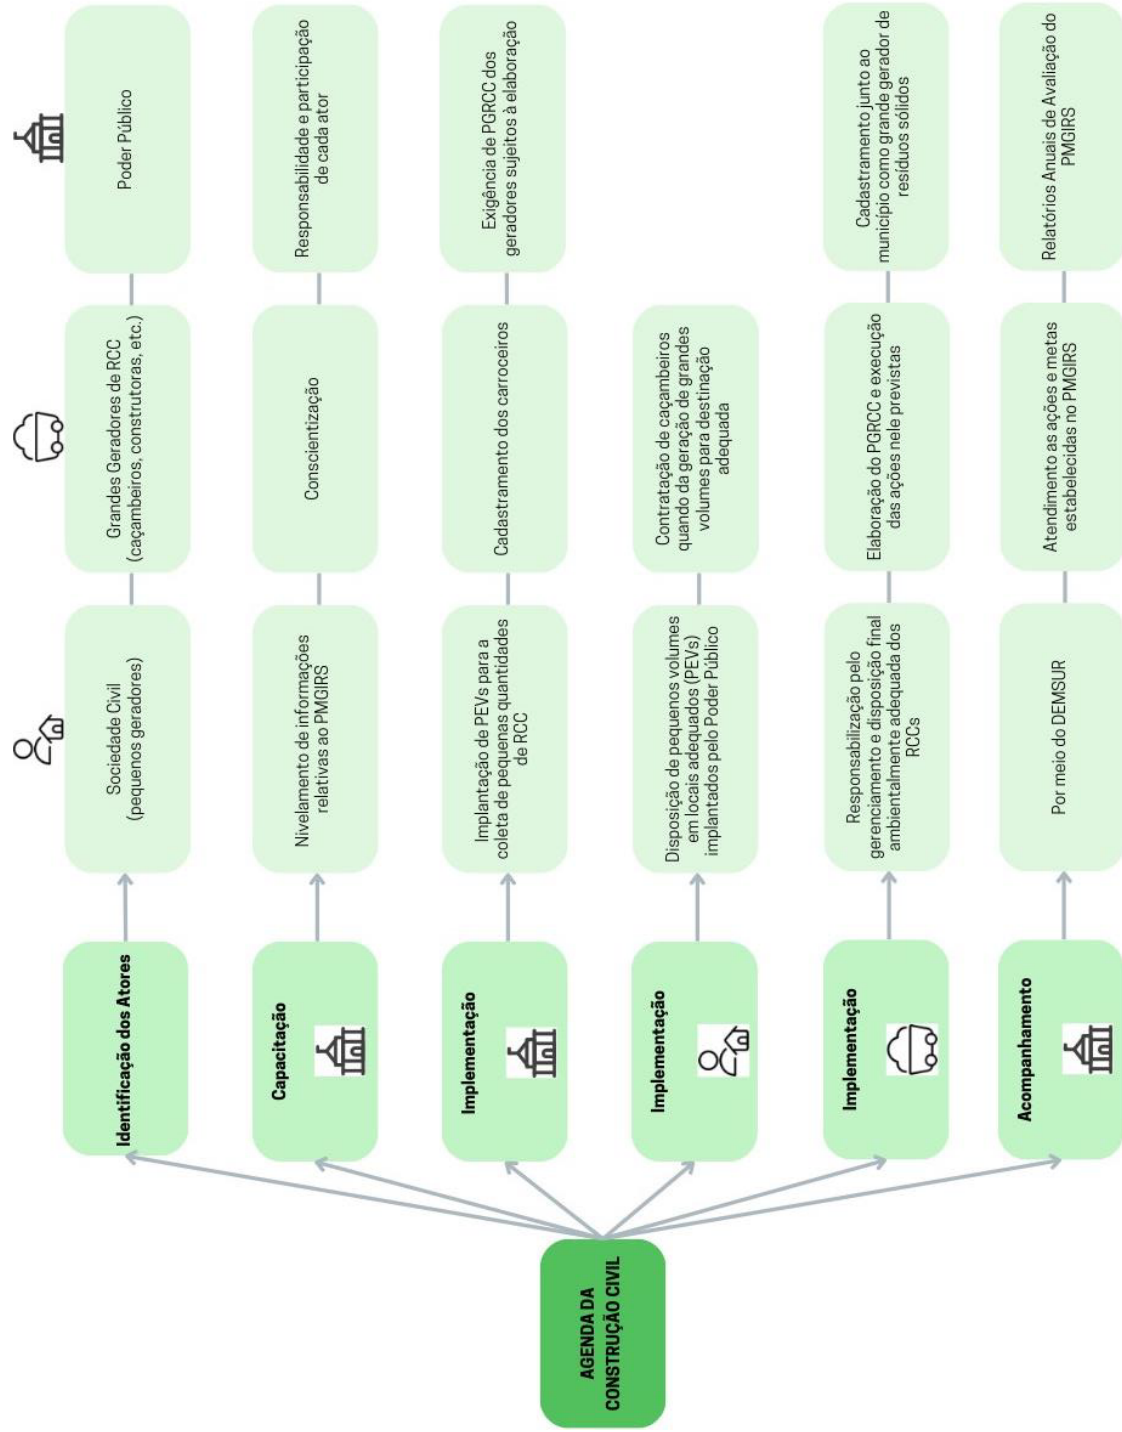 AGENDA DA
CONSTRUÇÃO CIVIL
Identificação dos Atores
Sociedade Civil
(pequenos geradores)
Grandes Geradores de RCC
(caçambeiros, construtoras, etc.)
Poder Público
Capacitação
Nivelamento de informações
relativas ao PMGIRS
Conscientização
Responsabilidade e participação
de cada ator
Implementação
Implantação de PEVs para a
coleta de pequenas quantidades
de RCC
Cadastramento dos carroceiros
Exigência de PGRCC dos
geradores sujeitos à elaboração
Implementação
Disposição de pequenos volumes
em locais adequados (PEVs)
implantados pelo Poder Público
Contratação de caçambeiros
quando da geração de grandes
volumes para destinação
adequada
Implementação
Responsabilização pelo
gerenciamento e disposição final
ambientalmente adequada dos
RCCs
Elaboração do PGRCC e execução
das ações nele previstas
Cadastramento junto ao
município como grande gerador de
resíduos sólidos
Acompanhamento
Por meio do DEMSUR
Atendimento as ações e metas
estabelecidas no PMGIRS
Relatórios Anuais de Avaliação do
PMGIRS